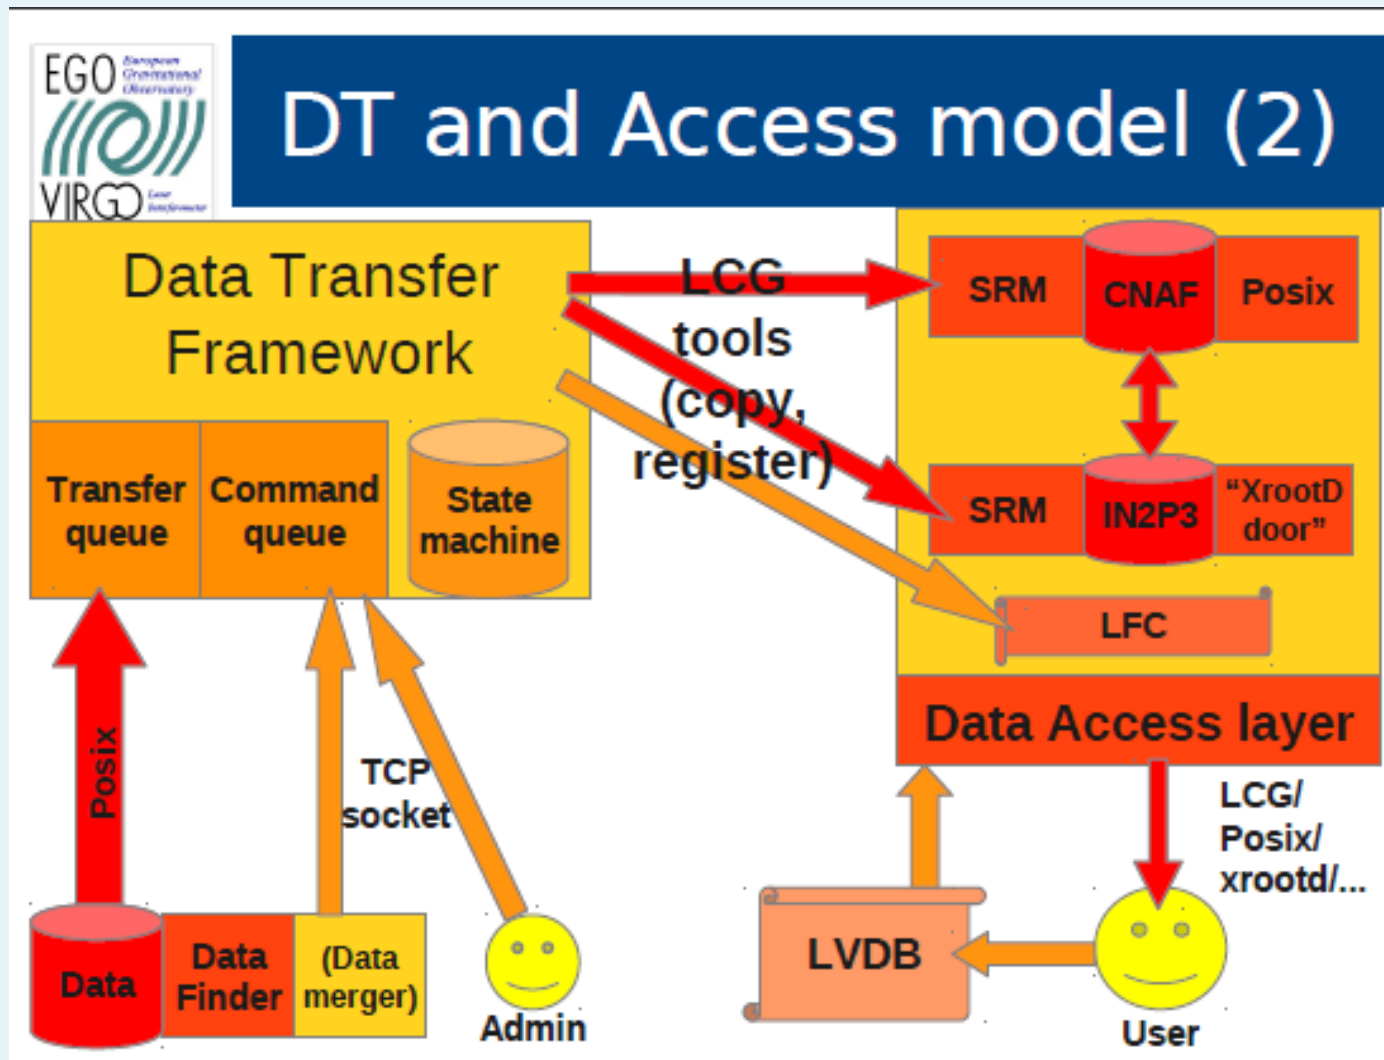 EGO
European
Gravitational
Observatory
VIRGO
Laser
Interferometer
DT and Access model (2)
Data Transfer
Framework
Transfer
queue
Command
queue
State
machine
LCG
tools
(copy,
register)
SRM
CNAF
Posix
SRM
IN2P3
“XrootD
door”
LFC
Data Access layer
Posix
TCP
socket
LCG/
Posix/
xrootd/...
Data
Data
Finder
(Data
merger)
Admin
LVDB
User